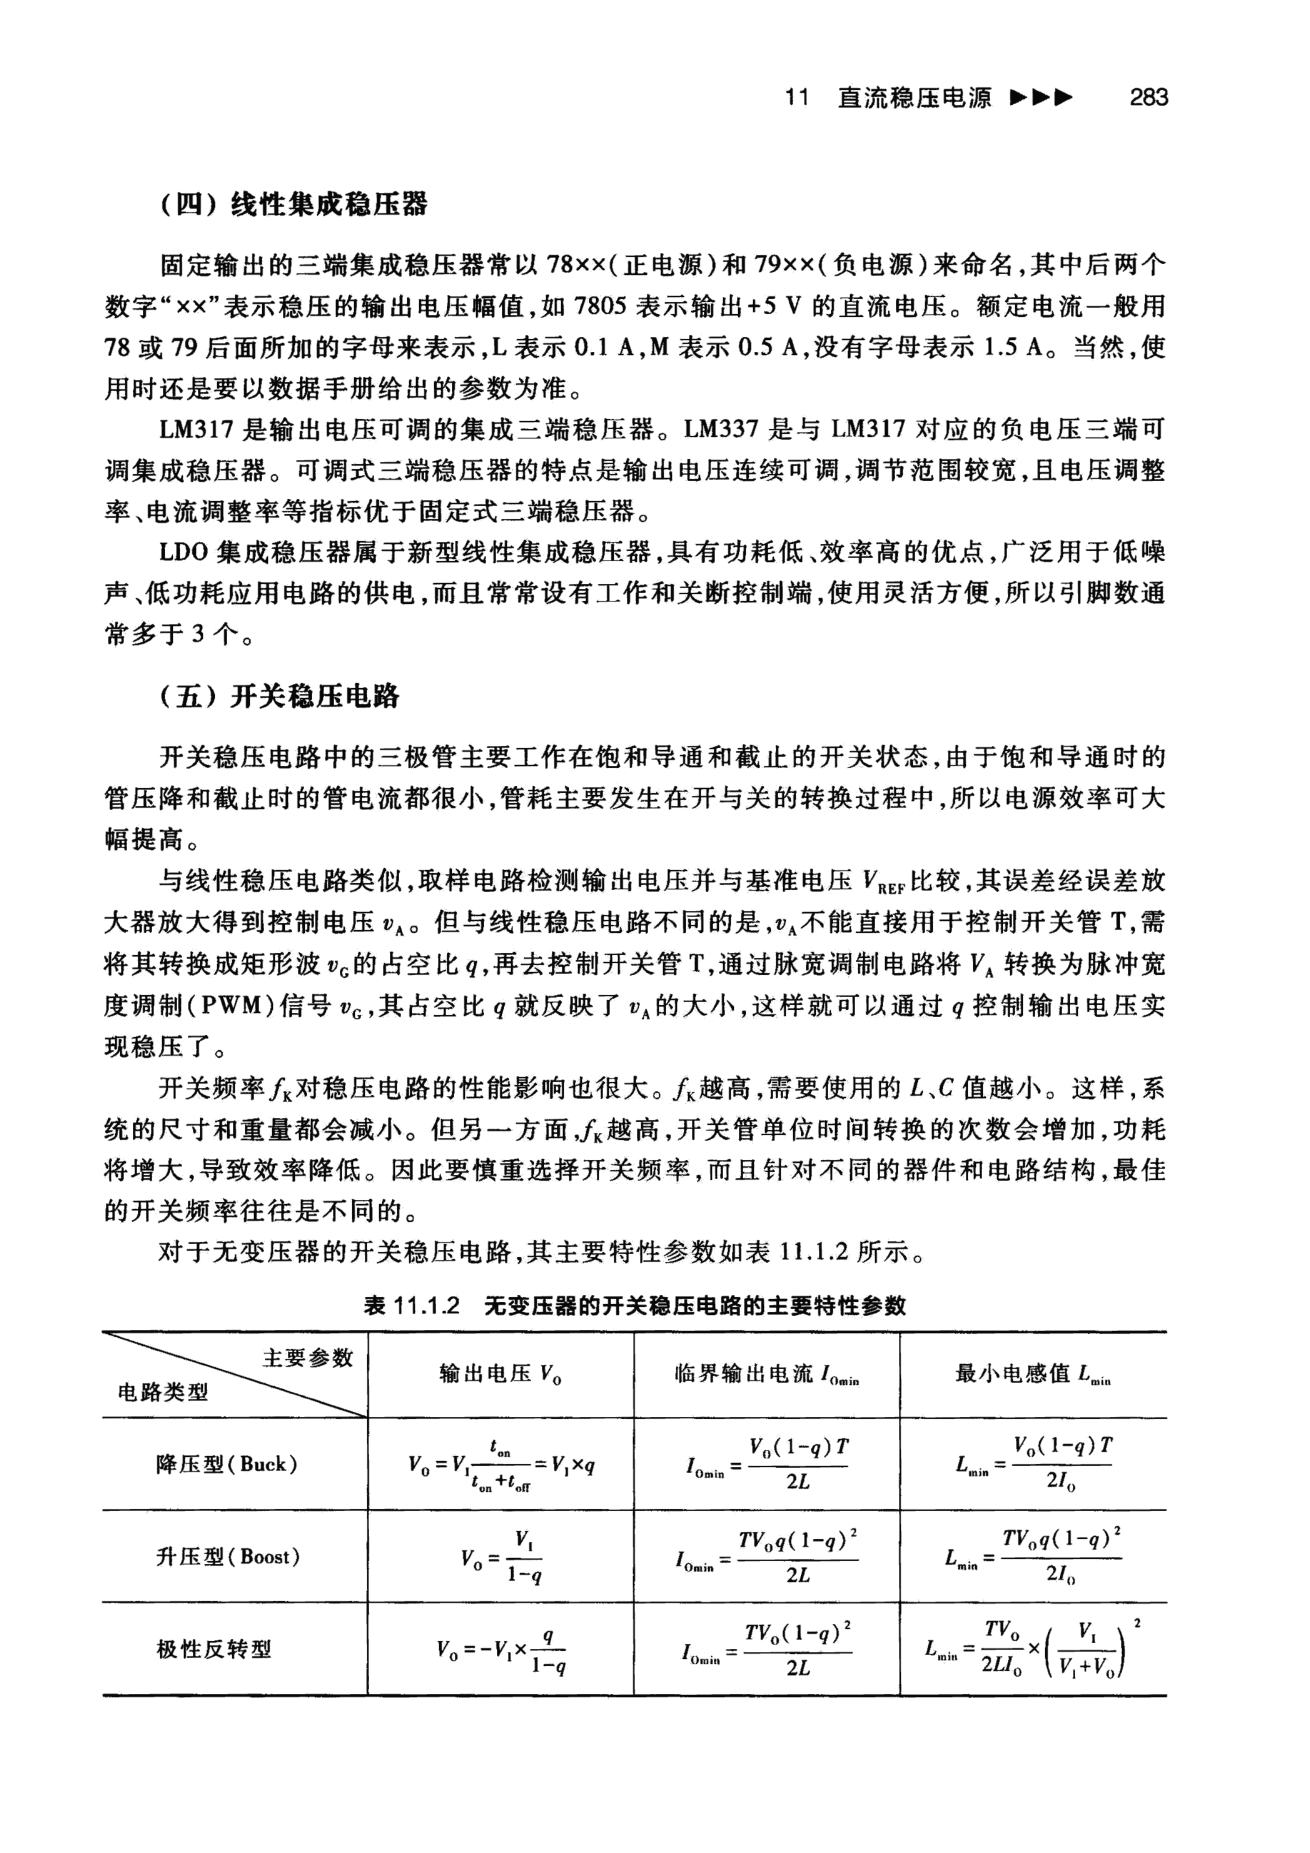 11 直流稳压电源 ▶▶▶ 283
(四) 线性集成稳压器
固定输出的三端集成稳压器常以 78××(正电源)和 79××(负电源)来命名,其中后两个
数字“××”表示稳压的输出电压幅值,如 7805 表示输出+5 V 的直流电压。额定电流一般用
78 或 79 后面所加的字母来表示,L 表示 0.1 A,M 表示 0.5 A,没有字母表示 1.5 A。当然,使
用时还是要以数据手册给出的参数为准。
LM317 是输出电压可调的集成三端稳压器。LM337 是与 LM317 对应的负电压三端可
调集成稳压器。可调式三端稳压器的特点是输出电压连续可调,调节范围较宽,且电压调整
率、电流调整率等指标优于固定式三端稳压器。
LDO 集成稳压器属于新型线性集成稳压器,具有功耗低、效率高的优点,广泛用于低噪
声、低功耗应用电路的供电,而且常常设有工作和关断控制端,使用灵活方便,所以引脚数通
常多于 3 个。
(五) 开关稳压电路
开关稳压电路中的三极管主要工作在饱和导通和截止的开关状态,由于饱和导通时的
管压降和截止时的管电流都很小,管耗主要发生在开与关的转换过程中,所以电源效率可大
幅提高。
与线性稳压电路类似,取样电路检测输出电压并与基准电压 V_REF 比较,其误差经误差放
大器放大得到控制电压 v_A。但与线性稳压电路不同的是,v_A不能直接用于控制开关管 T,需
将其转换成矩形波 v_G的占空比 q,再去控制开关管 T,通过脉宽调制电路将 V_A 转换为脉冲宽
度调制(PWM)信号 v_G,其占空比 q 就反映了 v_A的大小,这样就可以通过 q 控制输出电压实
现稳压了。
开关频率 f_K对稳压电路的性能影响也很大。f_K越高,需要使用的 L、C 值越小。这样,系
统的尺寸和重量都会减小。但另一方面,f_K越高,开关管单位时间转换的次数会增加,功耗
将增大,导致效率降低。因此要慎重选择开关频率,而且针对不同的器件和电路结构,最佳
的开关频率往往是不同的。
对于无变压器的开关稳压电路,其主要特性参数如表 11.1.2 所示。
表 11.1.2 无变压器的开关稳压电路的主要特性参数
主要参数
电路类型
输出电压 V_O
临界输出电流 I_Omin
最小电感值 L_min
降压型(Buck)
V_O = V_I t_on/(t_on+t_off) = V_I×q
I_Omin = V_O(1-q)T/2L
L_min = V_O(1-q)T/2I_O
升压型(Boost)
V_O = V_I/(1-q)
I_Omin = TV_Oq(1-q)²/2L
L_min = TV_Oq(1-q)²/2I_O
极性反转型
V_O = -V_I× q/(1-q)
I_Omin = TV_O(1-q)²/2L
L_min = TV_O/2LI_O ×(V_I/(V_I+V_O))²